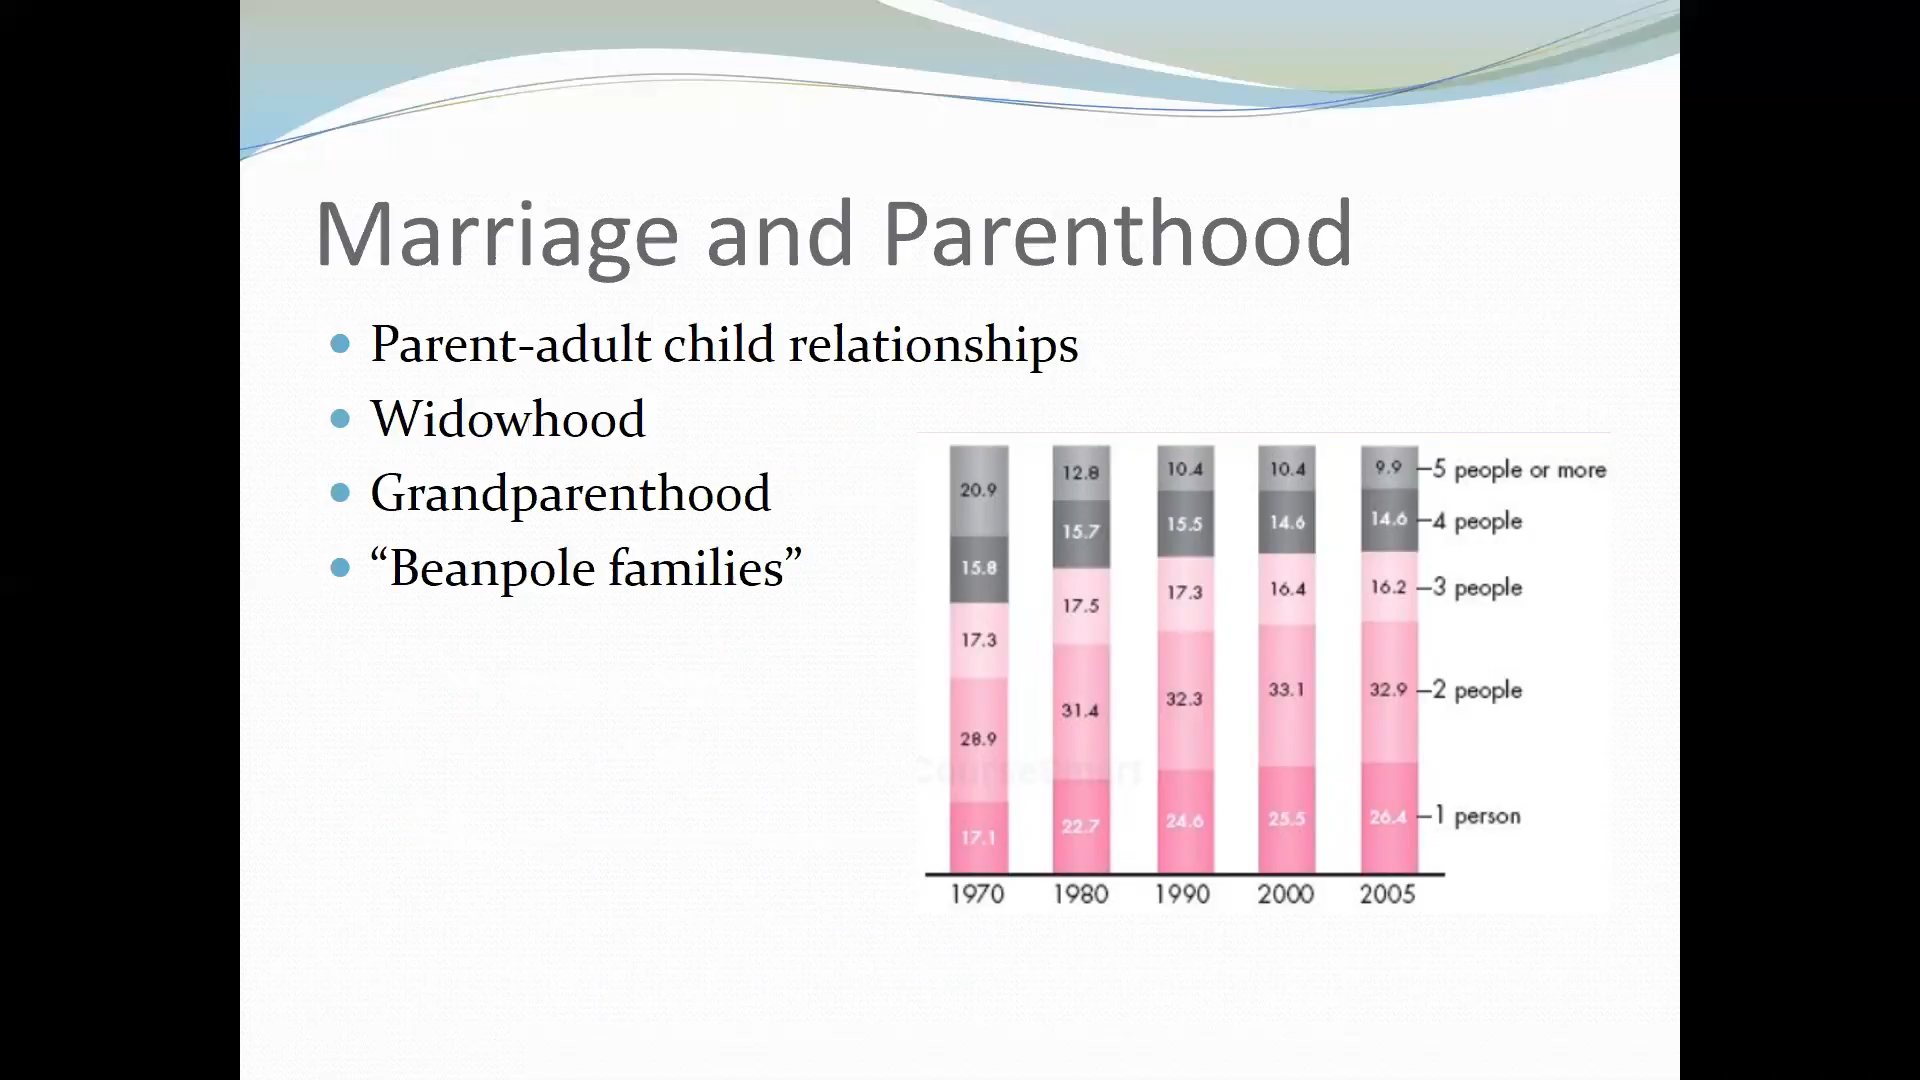 Marriage and Parenthood
Parent-adult child relationships
Widowhood
Grandparenthood
“Beanpole families”
20.9 12.8 10.4 10.4 9.9 5 people or more
15.8 15.7 15.5 14.6 14.6 4 people
17.3 17.5 17.3 16.4 16.2 3 people
28.9 31.4 32.3 33.1 32.9 2 people
17.1 22.7 24.6 25.5 26.4 1 person
1970 1980 1990 2000 2005